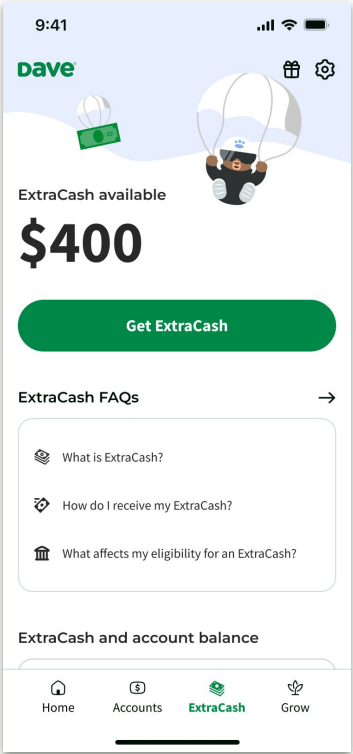 9:41
Dave
ExtraCash available
$400
Get ExtraCash
ExtraCash FAQs
What is ExtraCash?
How do I receive my ExtraCash?
What affects my eligibility for an ExtraCash?
ExtraCash and account balance
Home
Accounts
ExtraCash
Grow